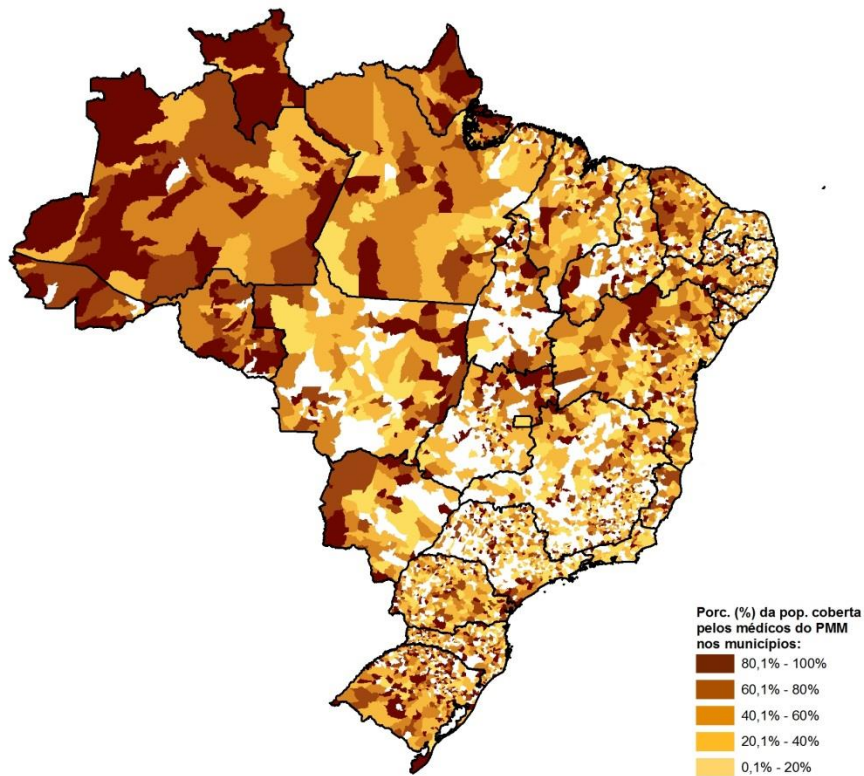 Porc. (%) da pop. coberta
pelos médicos do PMM
nos municípios:
80,1% - 100%
60,1% - 80%
40,1% - 60%
20,1% - 40%
0,1% - 20%